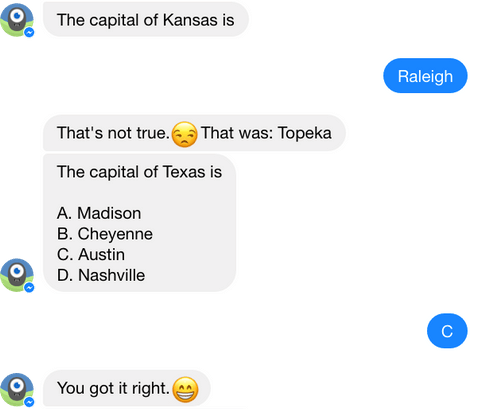 The capital of Kansas is
Raleigh
That's not true.😒That was: Topeka
The capital of Texas is
A. Madison
B. Cheyenne
C. Austin
D. Nashville
C
You got it right.😁